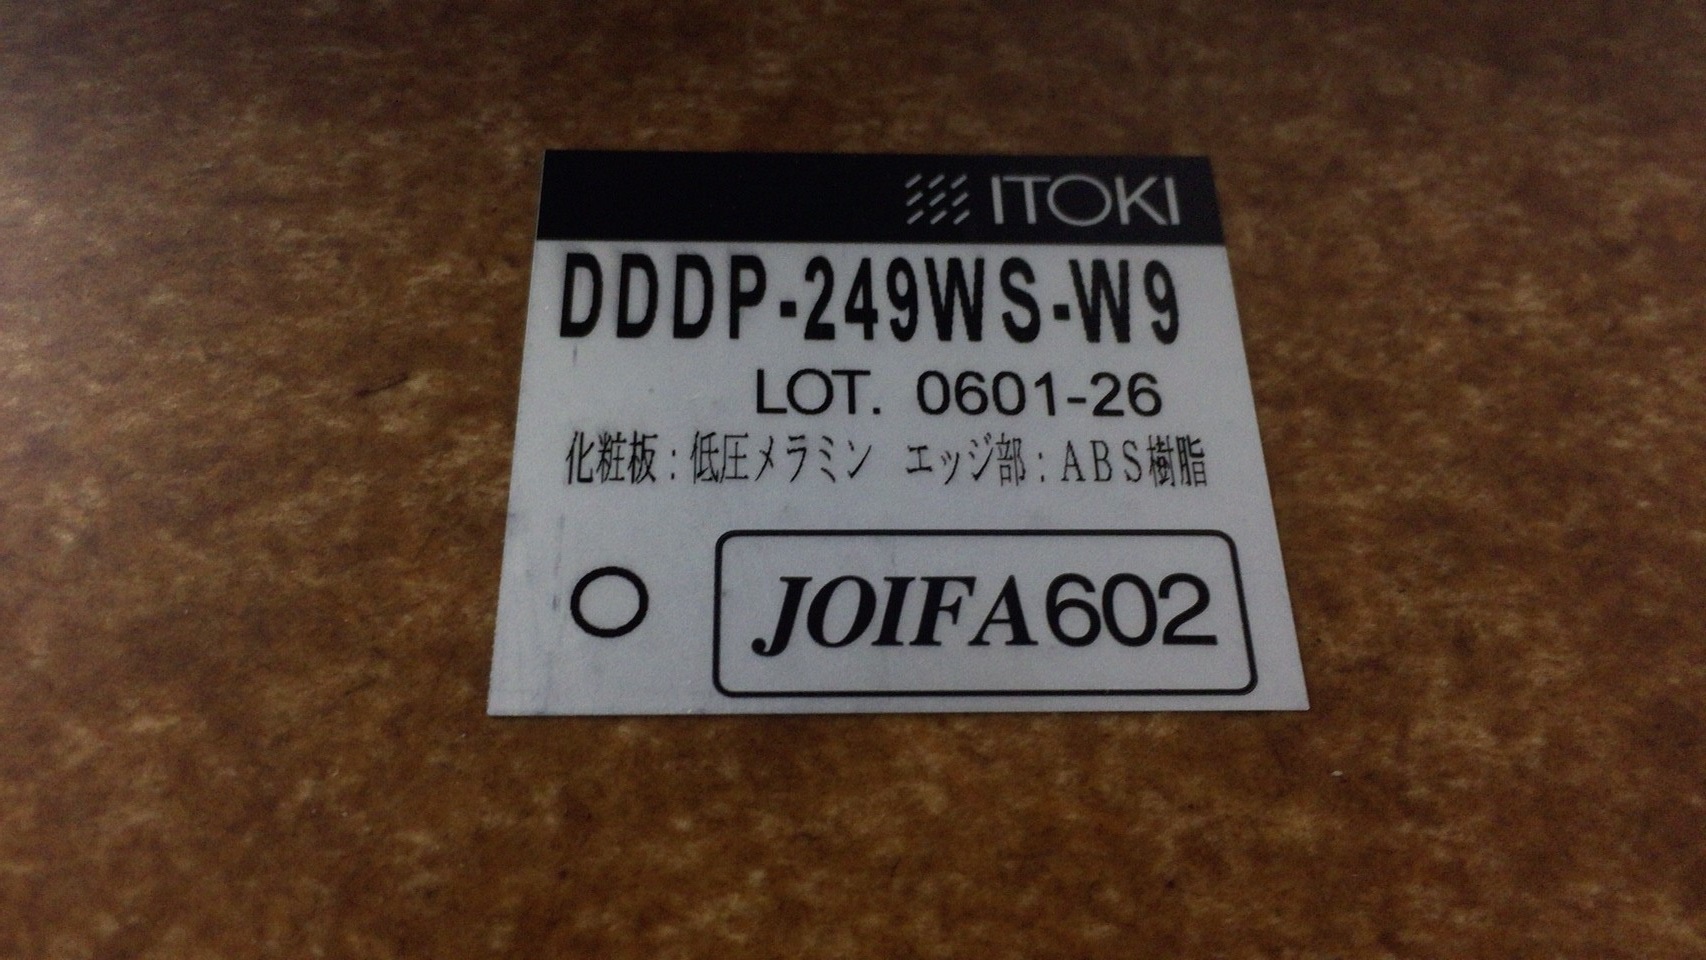 ITOKI
DDDP-249WS-W9
LOT. 0601-26
化粧板：低圧メラミン　エッジ部：ABS樹脂
○ JOIFA602